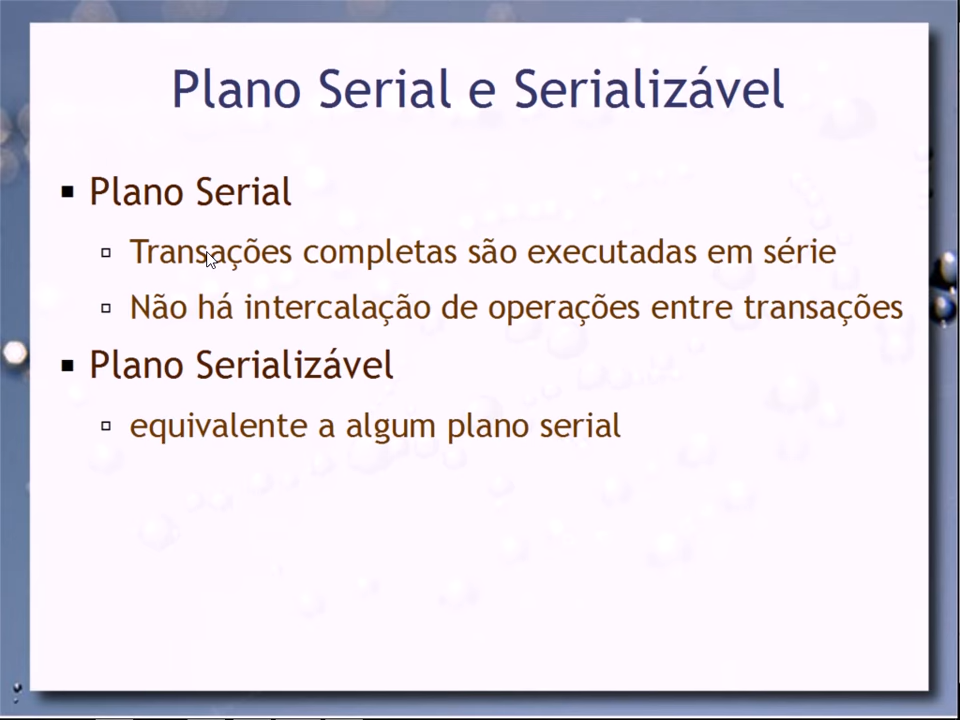 Plano Serial e Serializável
Plano Serial
Transações completas são executadas em série
Não há intercalação de operações entre transações
Plano Serializável
equivalente a algum plano serial